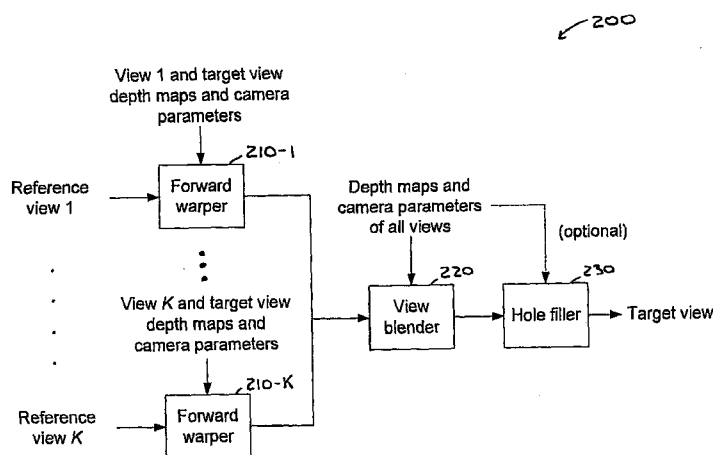 200
View 1 and target view
depth maps and camera
parameters
210-1
Reference
view 1
Forward
warper
Depth maps and
camera parameters
of all views
(optional)
View K and target view
depth maps and
camera parameters
220
230
View
blender
Hole filler
Target view
210-K
Reference
view K
Forward
warper